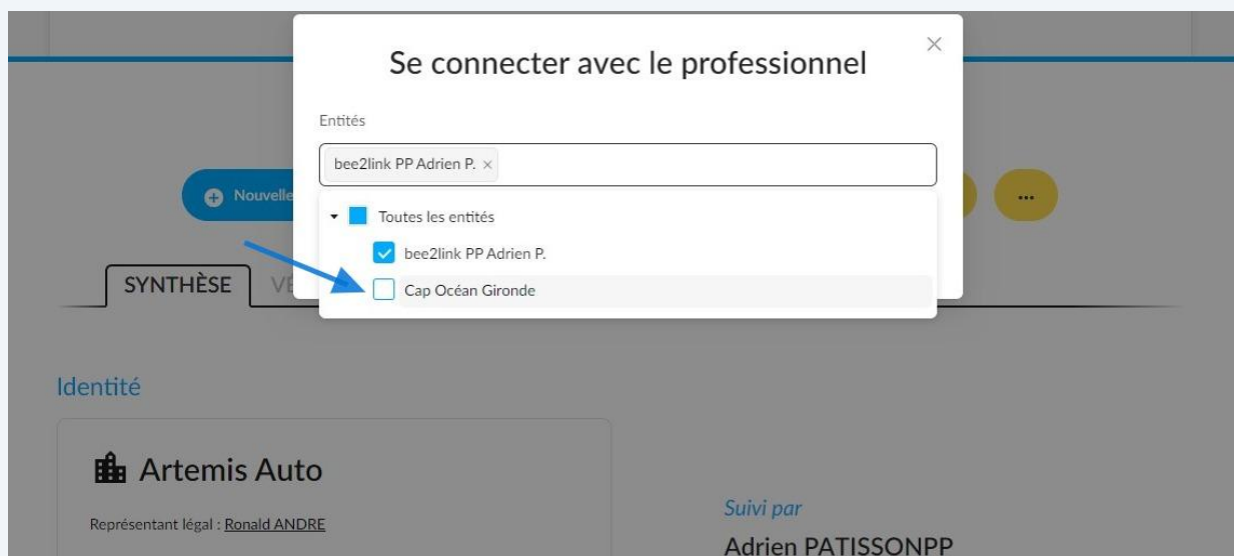 Se connecter avec le professionnel
Entités
bee2link PP Adrien P.
Nouvelle
Toutes les entités
bee2link PP Adrien P.
SYNTHÈSE
Cap Océan Gironde
Identité
Artemis Auto
Représentant légal : Ronald ANDRE
Suivi par
Adrien PATISSONPP